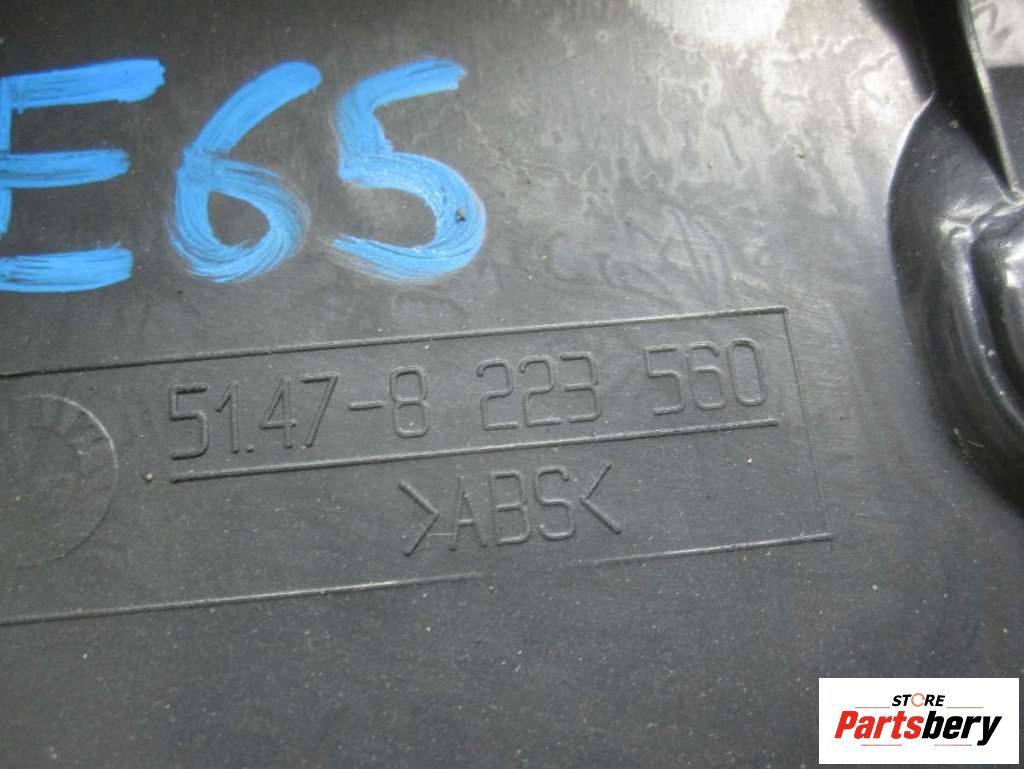 E65
51.47-8 223 560
>ABS<
STORE
Partsbery